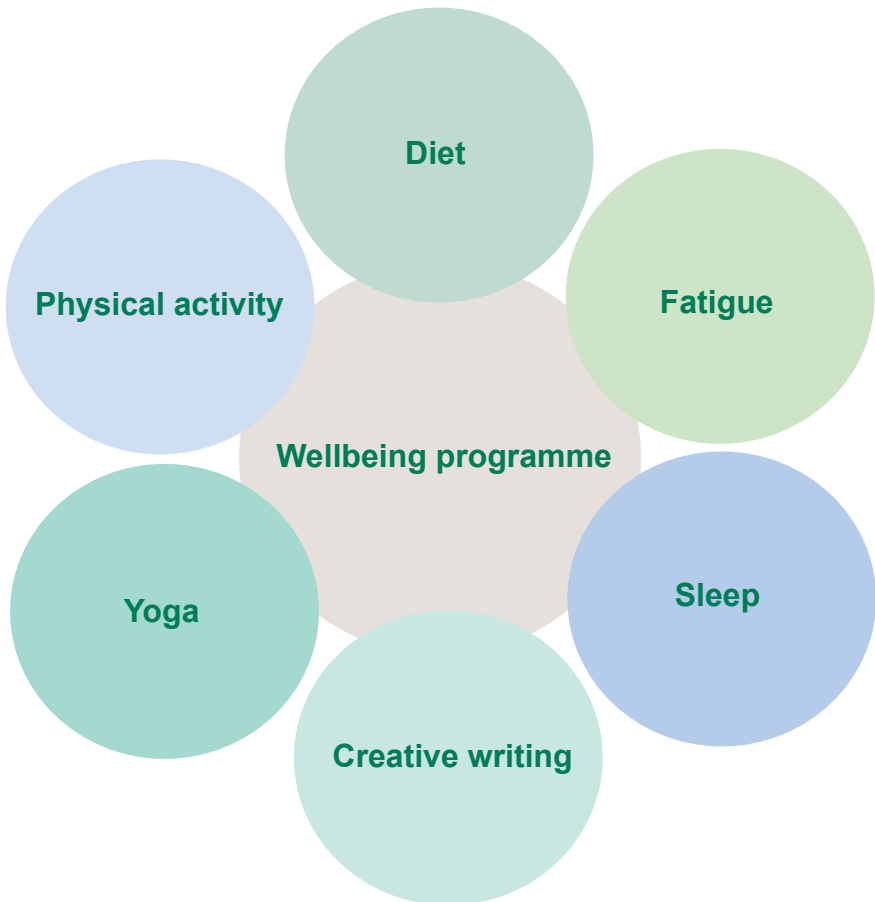 Diet
Fatigue
Physical activity
Wellbeing programme
Sleep
Yoga
Creative writing